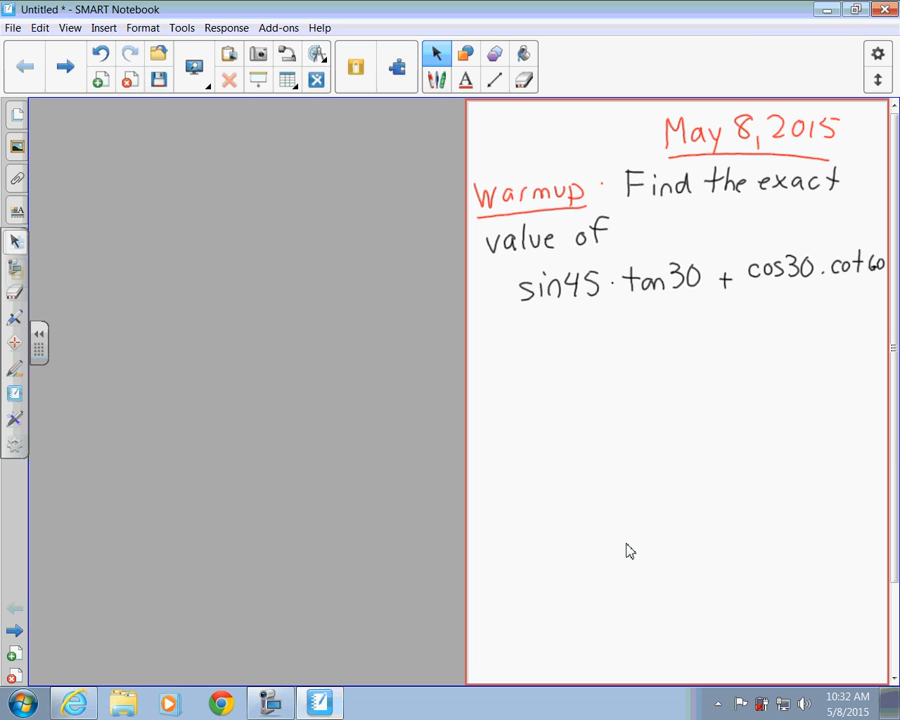 Untitled * - SMART Notebook
File Edit View Insert Format Tools Response Add-ons Help
May 8, 2015
Warmup . Find the exact
value of
sin45 · tan30 + cos30 . cot60
10:32 AM
5/8/2015